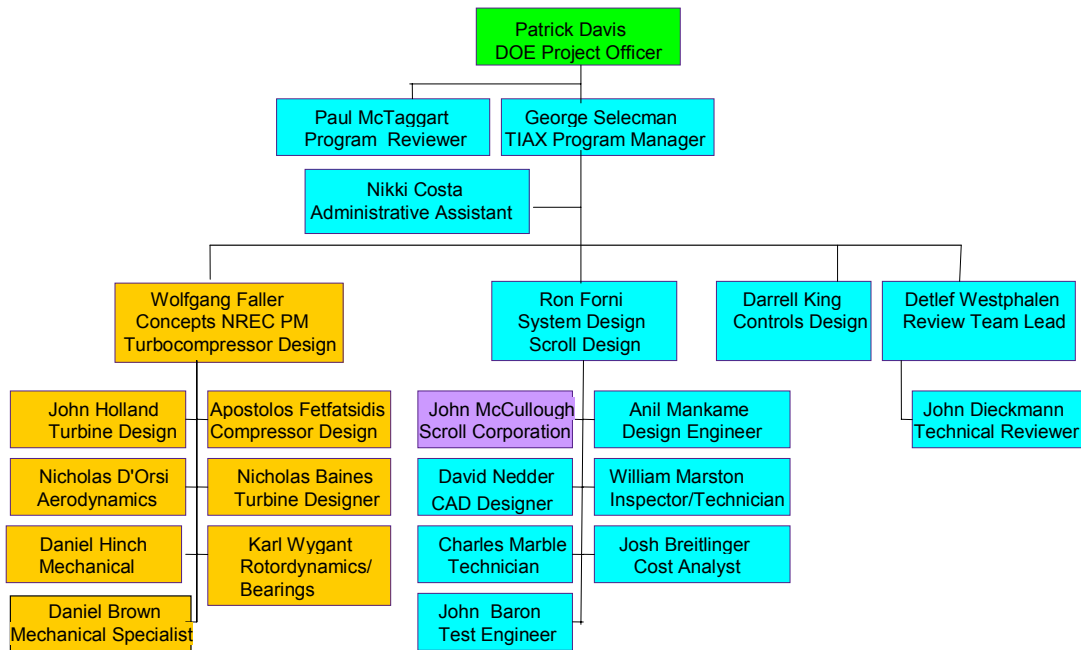 Patrick Davis
DOE Project Officer
Paul McTaggart
Program Reviewer
George Selecman
TIAX Program Manager
Nikki Costa
Administrative Assistant
Wolfgang Faller
Concepts NREC PM
Turbocompressor Design
Ron Forni
System Design
Scroll Design
Darrell King
Controls Design
Detlef Westphalen
Review Team Lead
John Holland
Turbine Design
Apostolos Fetfatsidis
Compressor Design
John McCullough
Scroll Corporation
Anil Mankame
Design Engineer
John Dieckmann
Technical Reviewer
Nicholas D'Orsi
Aerodynamics
Nicholas Baines
Turbine Designer
David Nedder
CAD Designer
William Marston
Inspector/Technician
Daniel Hinch
Mechanical
Karl Wygant
Rotordynamics/
Bearings
Charles Marble
Technician
Josh Breitlinger
Cost Analyst
Daniel Brown
Mechanical Specialist
John Baron
Test Engineer